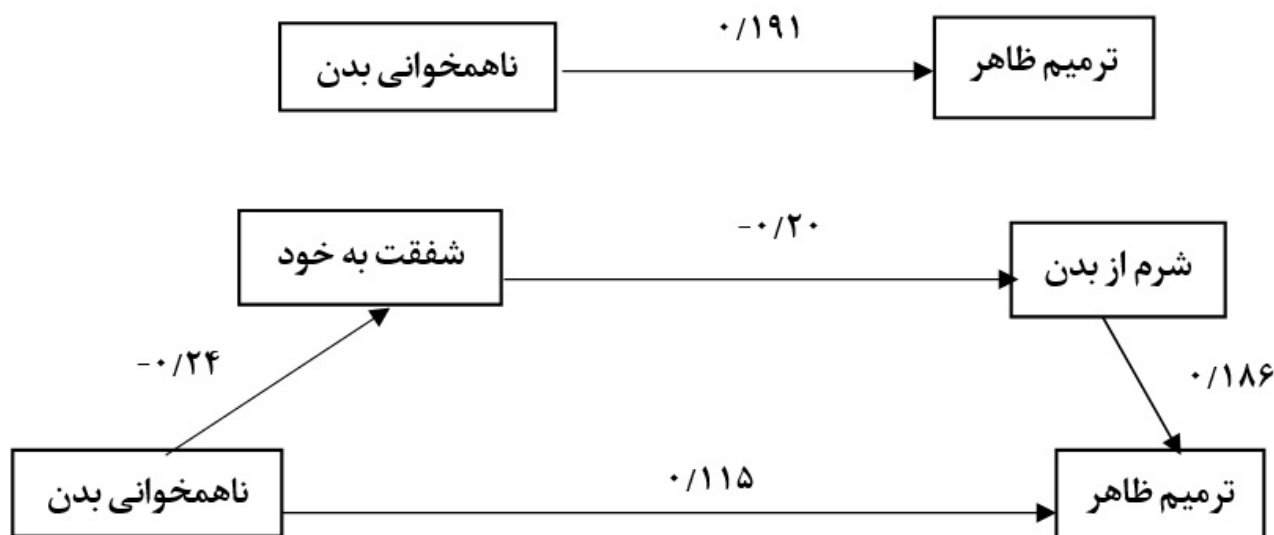 ۰/۱۹۱
ناهمخوانی بدن
ترمیم ظاهر
-۰/۲۰
شفقت به خود
شرم از بدن
-۰/۲۴
۰/۱۸۶
ناهمخوانی بدن
۰/۱۱۵
ترمیم ظاهر